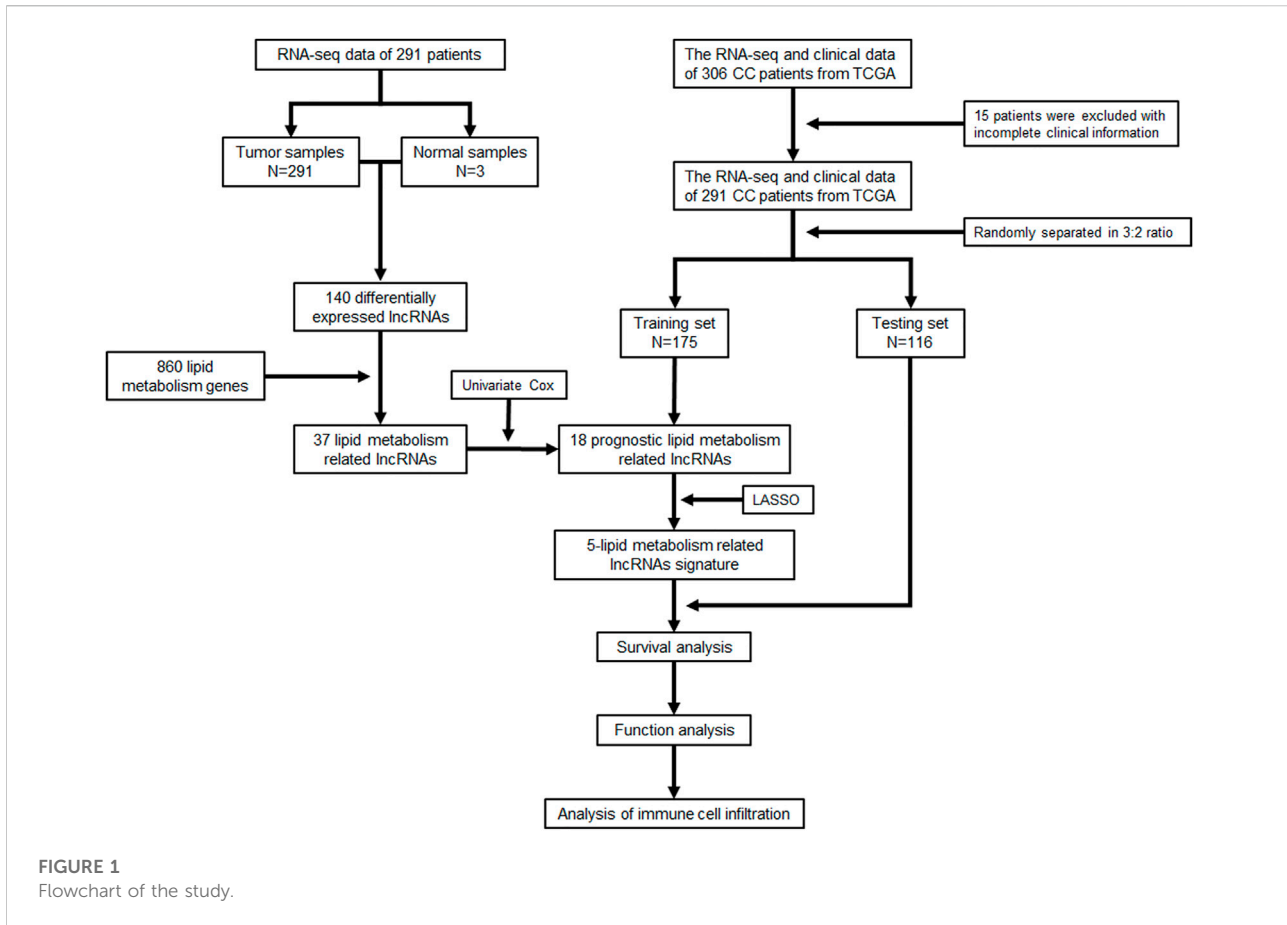 RNA-seq data of 291 patients
Tumor samples
N=291
Normal samples
N=3
140 differentially
expressed lncRNAs
860 lipid
metabolism genes
37 lipid metabolism
related lncRNAs
Univariate Cox
The RNA-seq and clinical data
of 306 CC patients from TCGA
15 patients were excluded with
incomplete clinical information
The RNA-seq and clinical data
of 291 CC patients from TCGA
Randomly separated in 3:2 ratio
Training set
N=175
Testing set
N=116
18 prognostic lipid metabolism
related lncRNAs
LASSO
5-lipid metabolism related
lncRNAs signature
Survival analysis
Function analysis
Analysis of immune cell infiltration
FIGURE 1
Flowchart of the study.